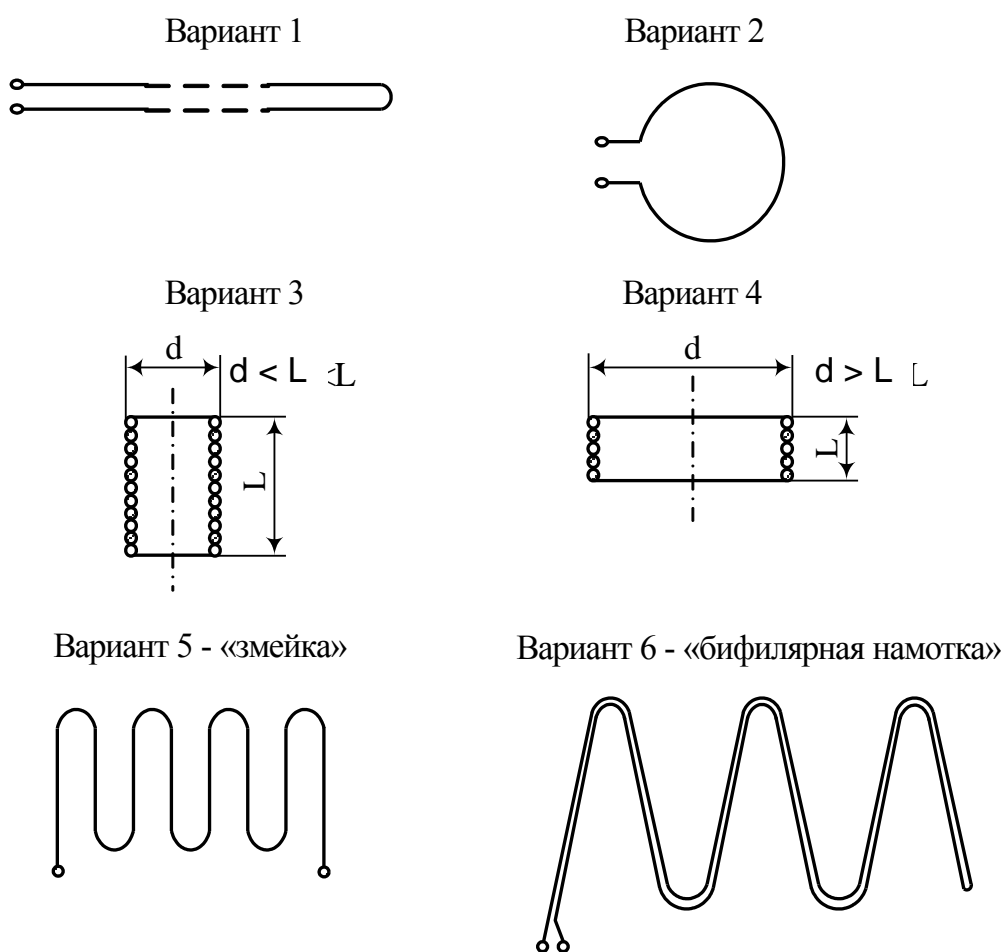 Вариант 1
Вариант 2
Вариант 3
Вариант 4
d
d < L <L
d
d > L L
L
L
Вариант 5 - «змейка»
Вариант 6 - «бифилярная намотка»